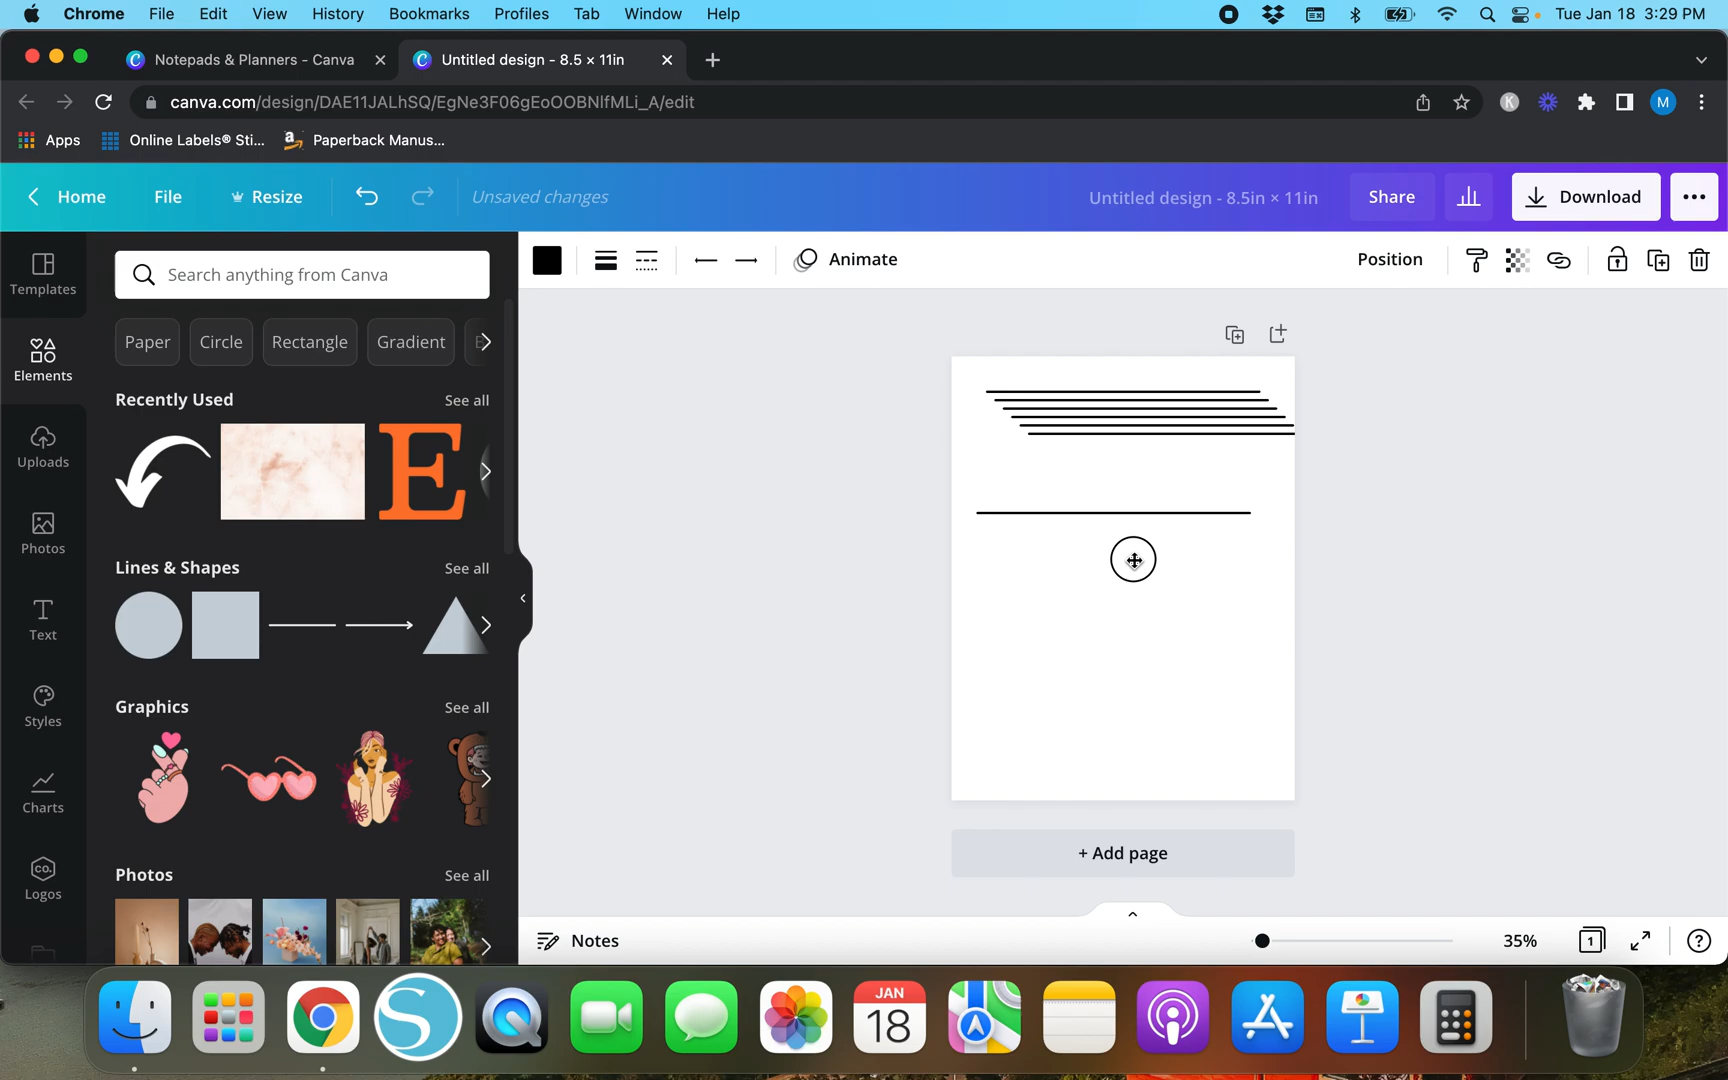 Chrome File Edit View History Bookmarks Profiles Tab Window Help Tue Jan 18 3:29 PM
Notepads & Planners - Canva Untitled design - 8.5 × 11in
canva.com/design/DAE11JALhSQ/EgNe3F06gEoOOBNlfMLi_A/edit K M
Apps Online Labels® Sti... a Paperback Manus...
Home File Resize Unsaved changes Untitled design - 8.5in × 11in Share Download
Animate Position
Templates
Search anything from Canva
Paper Circle Rectangle Gradient
Elements
Recently Used See all
Uploads
E
Photos
Lines & Shapes See all
Text
Styles
Graphics See all
Charts
+ Add page
Photos See all
co.
Logos
Notes 35% 1 ?
JAN
18